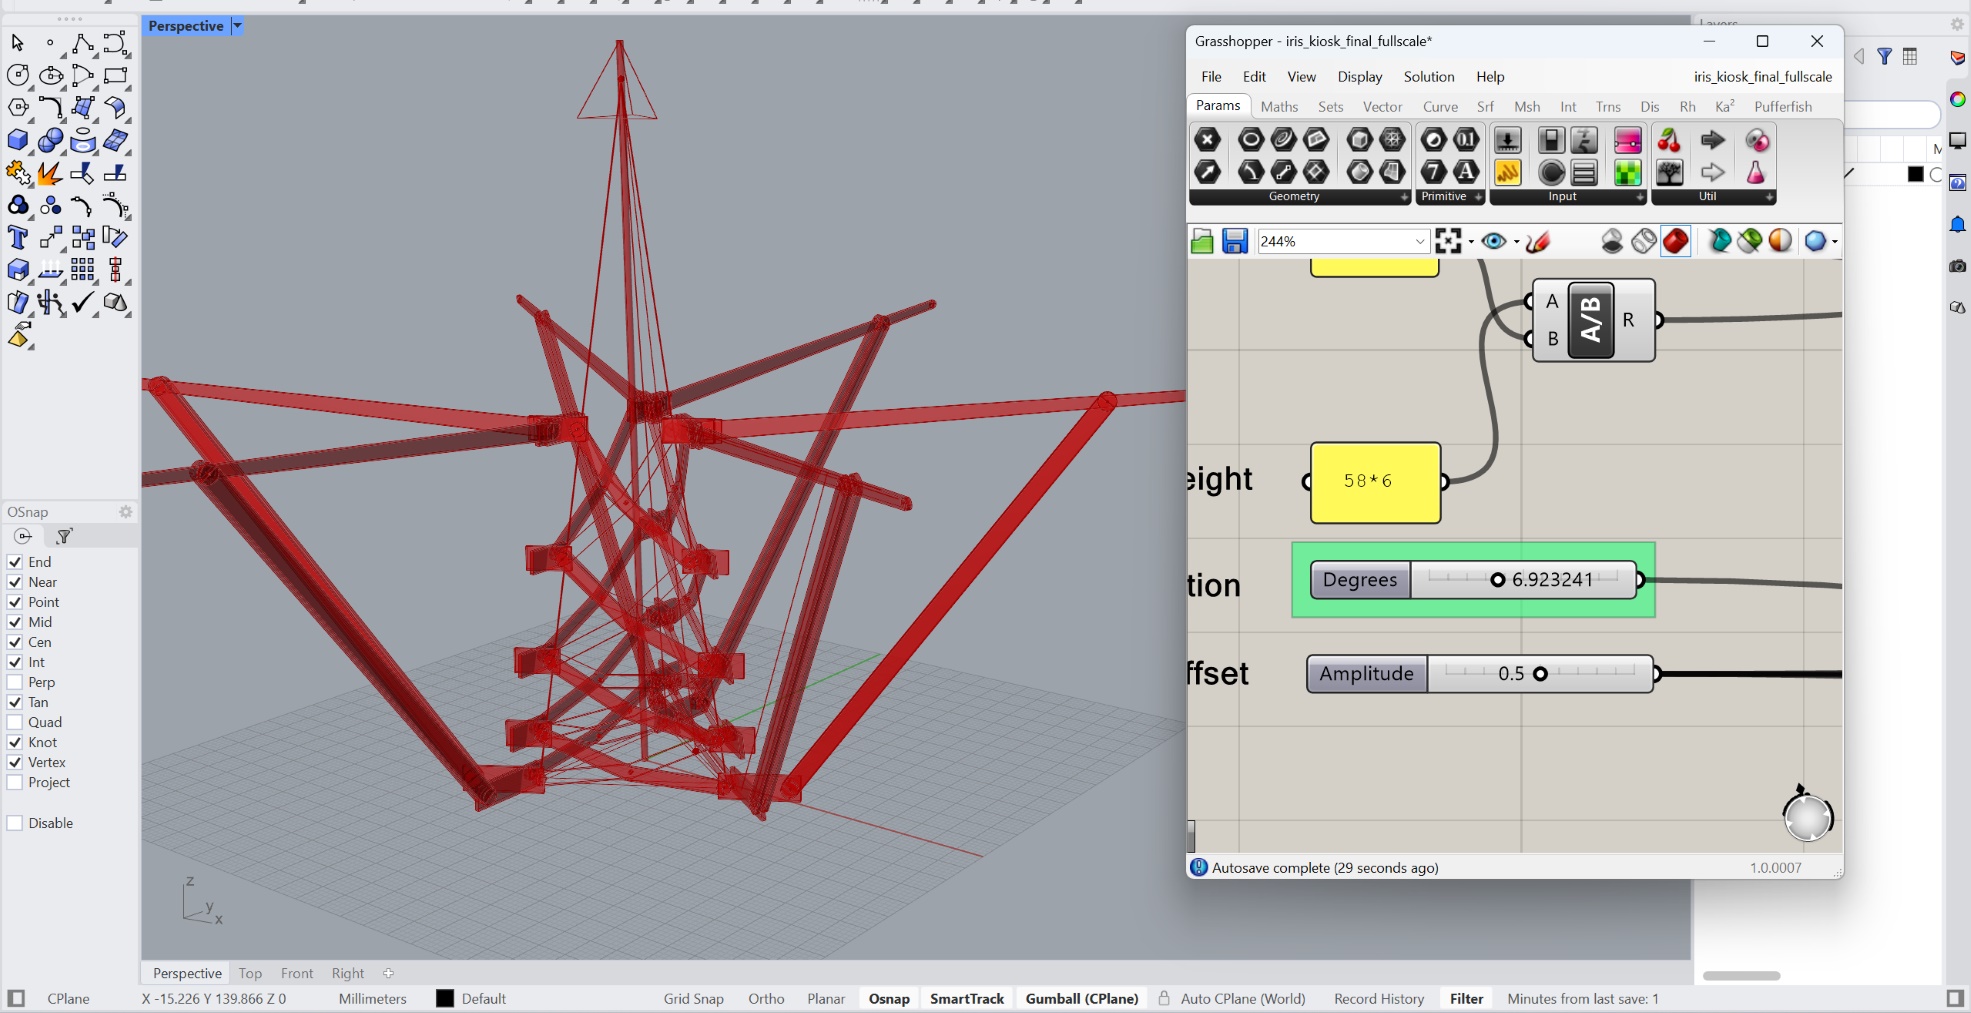 Perspective
Layers
Grasshopper - iris_kiosk_final_fullscale*
File Edit View Display Solution Help iris_kiosk_final_fullscale
Params Maths Sets Vector Curve Srf Msh Int Trns Dis Rh Ka² Pufferfish
Geometry Primitive Input Util
244%
A
B
A/B
R
eight
58*6
tion
Degrees 6.923241
ffset
Amplitude 0.5
Autosave complete (29 seconds ago) 1.0.0007
M
OSnap
End
Near
Point
Mid
Cen
Int
Perp
Tan
Quad
Knot
Vertex
Project
Disable
z
y
x
Perspective Top Front Right
CPlane X -15.226 Y 139.866 Z 0 Millimeters Default Grid Snap Ortho Planar Osnap SmartTrack Gumball (CPlane) Auto CPlane (World) Record History Filter Minutes from last save: 1